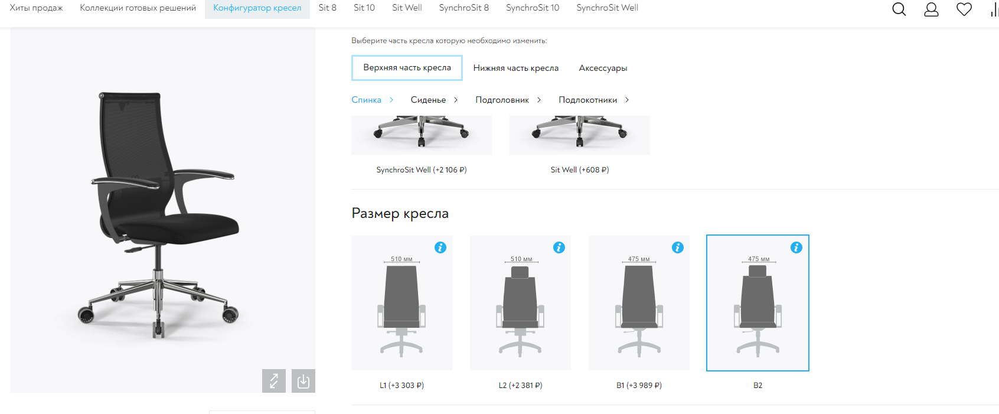 Хиты продаж Коллекции готовых решений Конфигуратор кресел Sit 8 Sit 10 Sit Well SynchroSit 8 SynchroSit 10 SynchroSit Well
Выберите часть кресла которую необходимо изменить:
Верхняя часть кресла Нижняя часть кресла Аксессуары
Спинка Сиденье Подголовник Подлокотники
SynchroSit Well (+2 106 ₽) Sit Well (+608 ₽)
Размер кресла
510 мм 510 мм 475 мм 475 мм
L1 (+3 303 ₽) L2 (+2 381 ₽) B1 (+3 989 ₽) B2